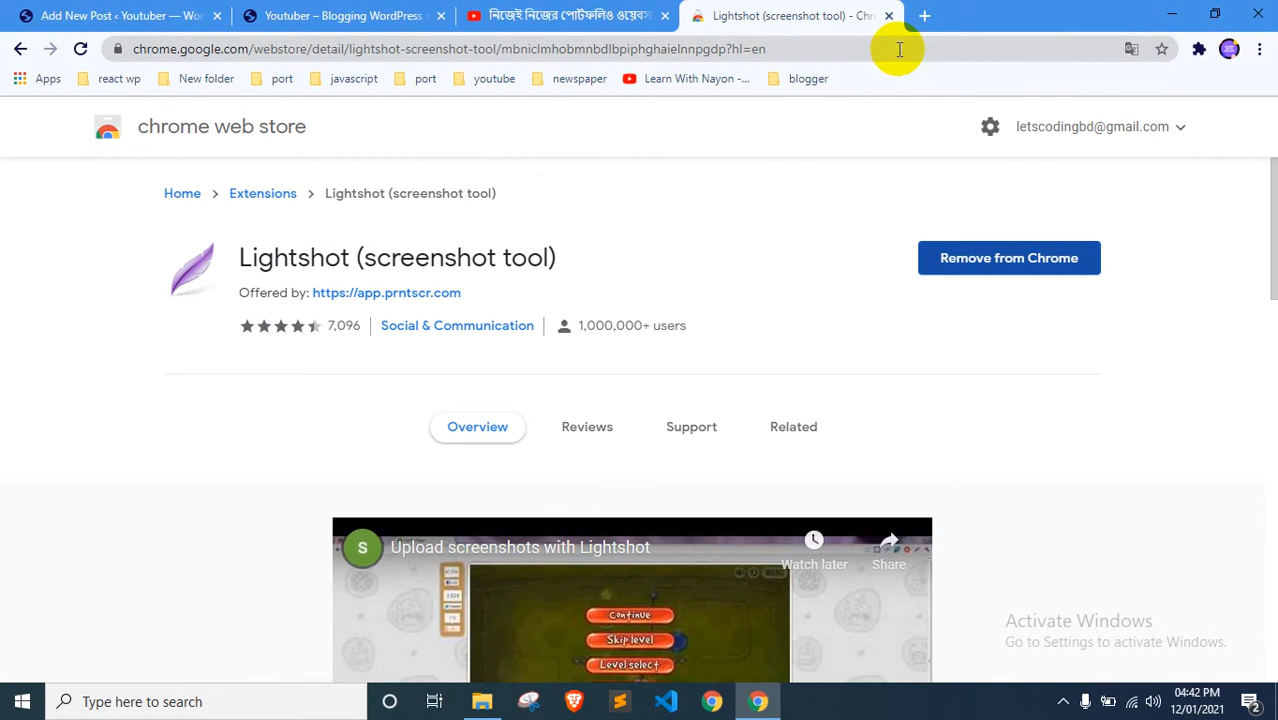 Add New Post ‹ Youtube — Wor
Youtube – Blogging WordPress s
নিজেই নিজের পোর্টফলিও ওয়েবসা
Lightshot (screenshot tool) - Chr
chrome.google.com/webstore/detail/lightshot-screenshot-tool/mbniclmhobmnbdlbpiphghaielnnpgdp?hl=en
Apps
react wp
New folder
port
javascript
port
youtube
newspaper
Learn With Nayon -...
blogger
chrome web store
letscodingbd@gmail.com
Home > Extensions > Lightshot (screenshot tool)
Lightshot (screenshot tool)
Remove from Chrome
Offered by: https://app.prntscr.com
7,096
Social & Communication
1,000,000+ users
Overview
Reviews
Support
Related
S
Upload screenshots with Lightshot
Watch later
Share
Continue
Skip level
Level select
Activate Windows
Go to Settings to activate Windows.
Type here to search
04:42 PM
12/01/2021
2